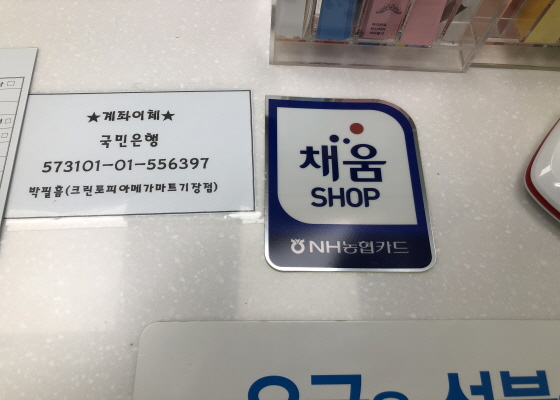 ★계좌이체★
국민은행
573101-01-556397
박필흠(크린토피아메가마트기장점)
채움
SHOP
NH농협카드